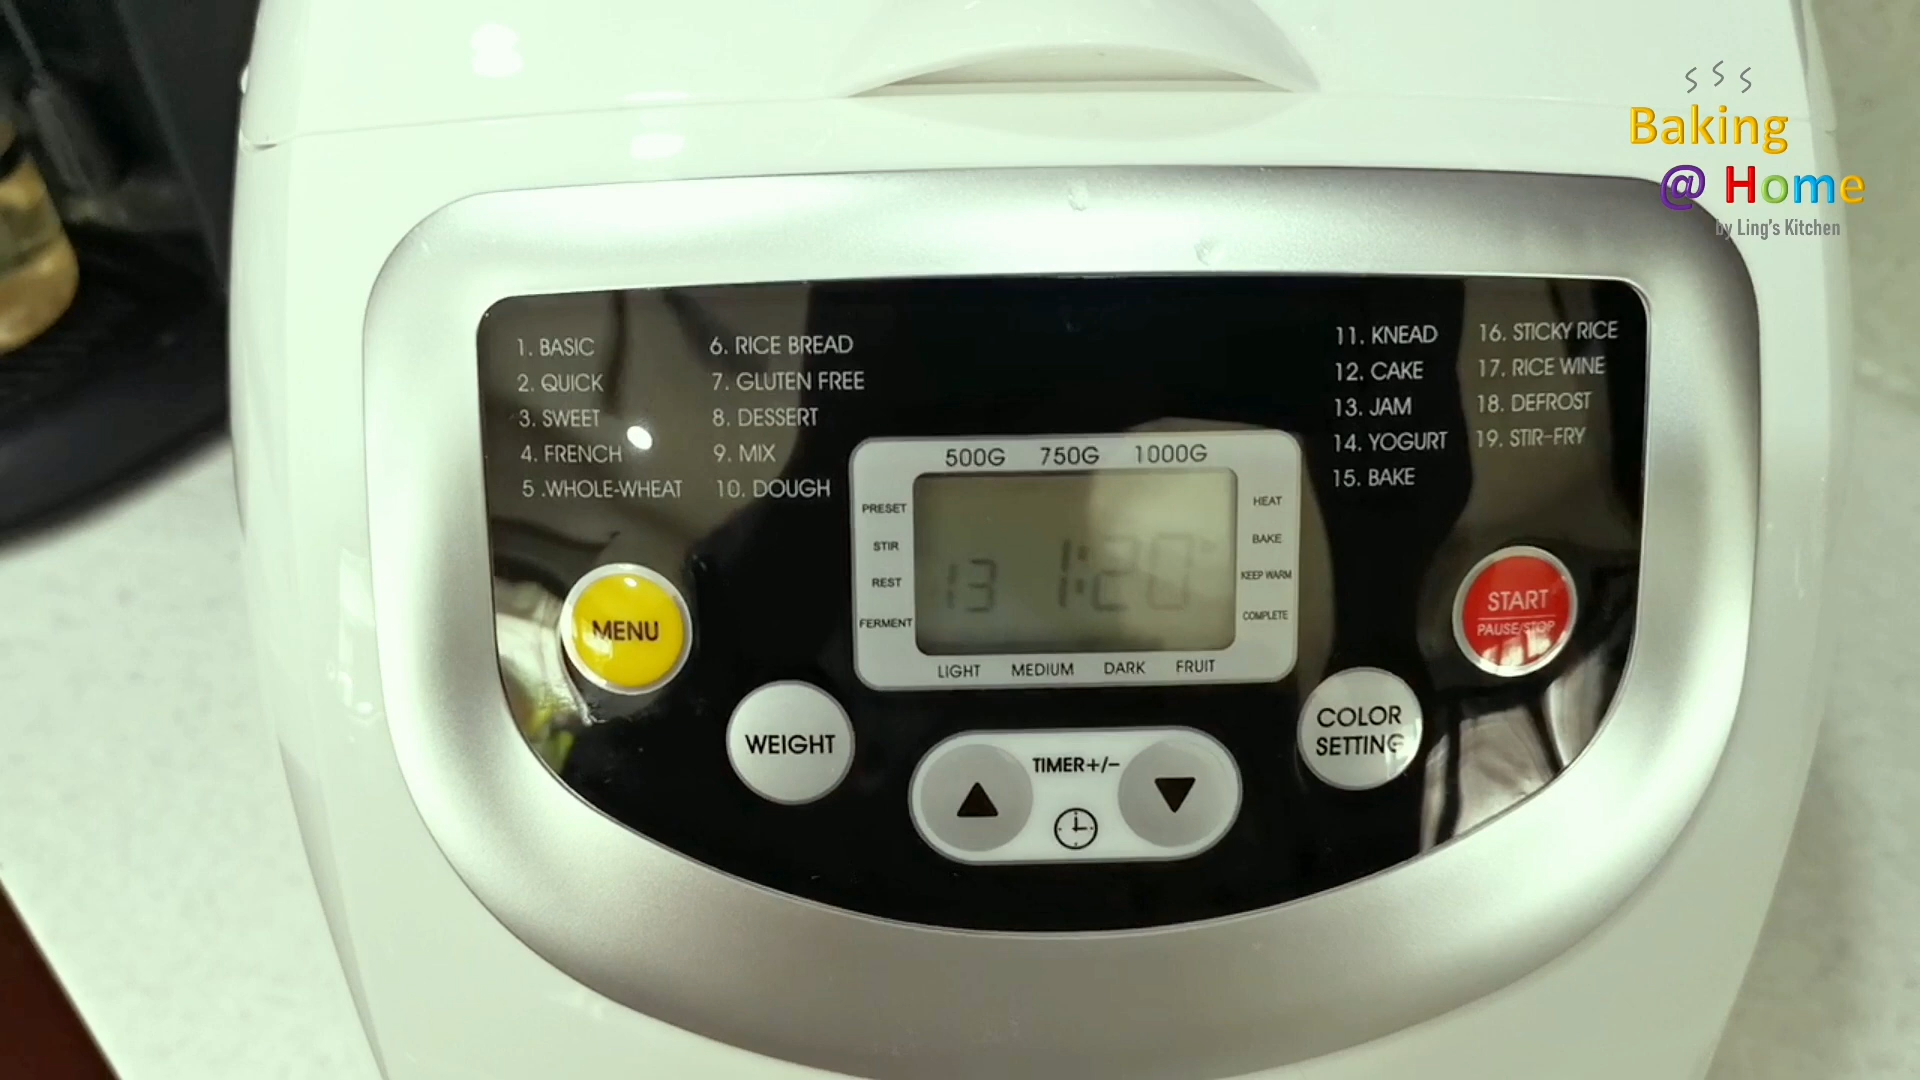 Baking
@ Home
by Ling's Kitchen
1. BASIC
2. QUICK
3. SWEET
4. FRENCH
5 .WHOLE-WHEAT
6. RICE BREAD
7. GLUTEN FREE
8. DESSERT
9. MIX
10. DOUGH
11. KNEAD
12. CAKE
13. JAM
14. YOGURT
15. BAKE
16. STICKY RICE
17. RICE WINE
18. DEFROST
19. STIR-FRY
500G 750G 1000G
PRESET
STIR
REST
FERMENT
13 1:20
HEAT
BAKE
KEEP WARM
COMPLETE
LIGHT MEDIUM DARK FRUIT
MENU
WEIGHT
TIMER+/-
COLOR
SETTING
START
PAUSE/STOP